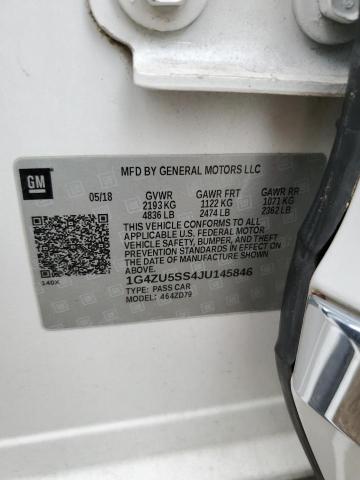 GM
MFD BY GENERAL MOTORS LLC
05/18 GVWR GAWR FRT GAWR RR
2193 KG 1122 KG 1071 KG
4836 LB 2474 LB 2362 LB
THIS VEHICLE CONFORMS TO ALL
APPLICABLE U.S. FEDERAL MOTOR
VEHICLE SAFETY, BUMPER, AND THEFT
PREVENTION STANDARDS IN EFFECT ON
THE DATE OF MANUFACTURE SHOWN ABOVE.
1G4ZU5SS4JU145846
TYPE: PASS CAR
140X MODEL: 464ZD79